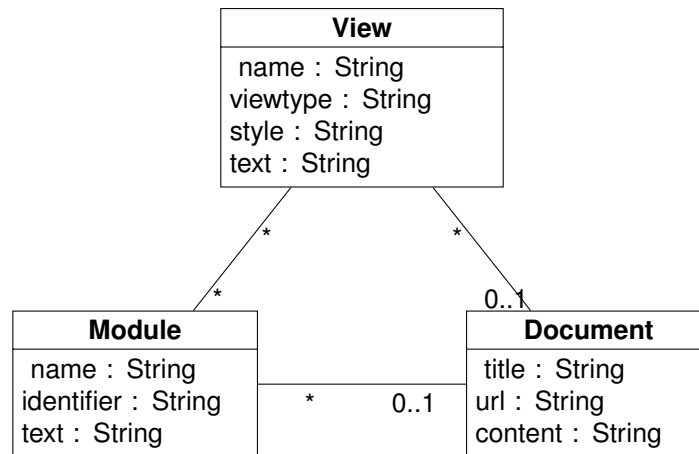 View
name : String
viewtype : String
style : String
text : String
*
*
*
0..1
Module
name : String
identifier : String
text : String
*
0..1
Document
title : String
url : String
content : String